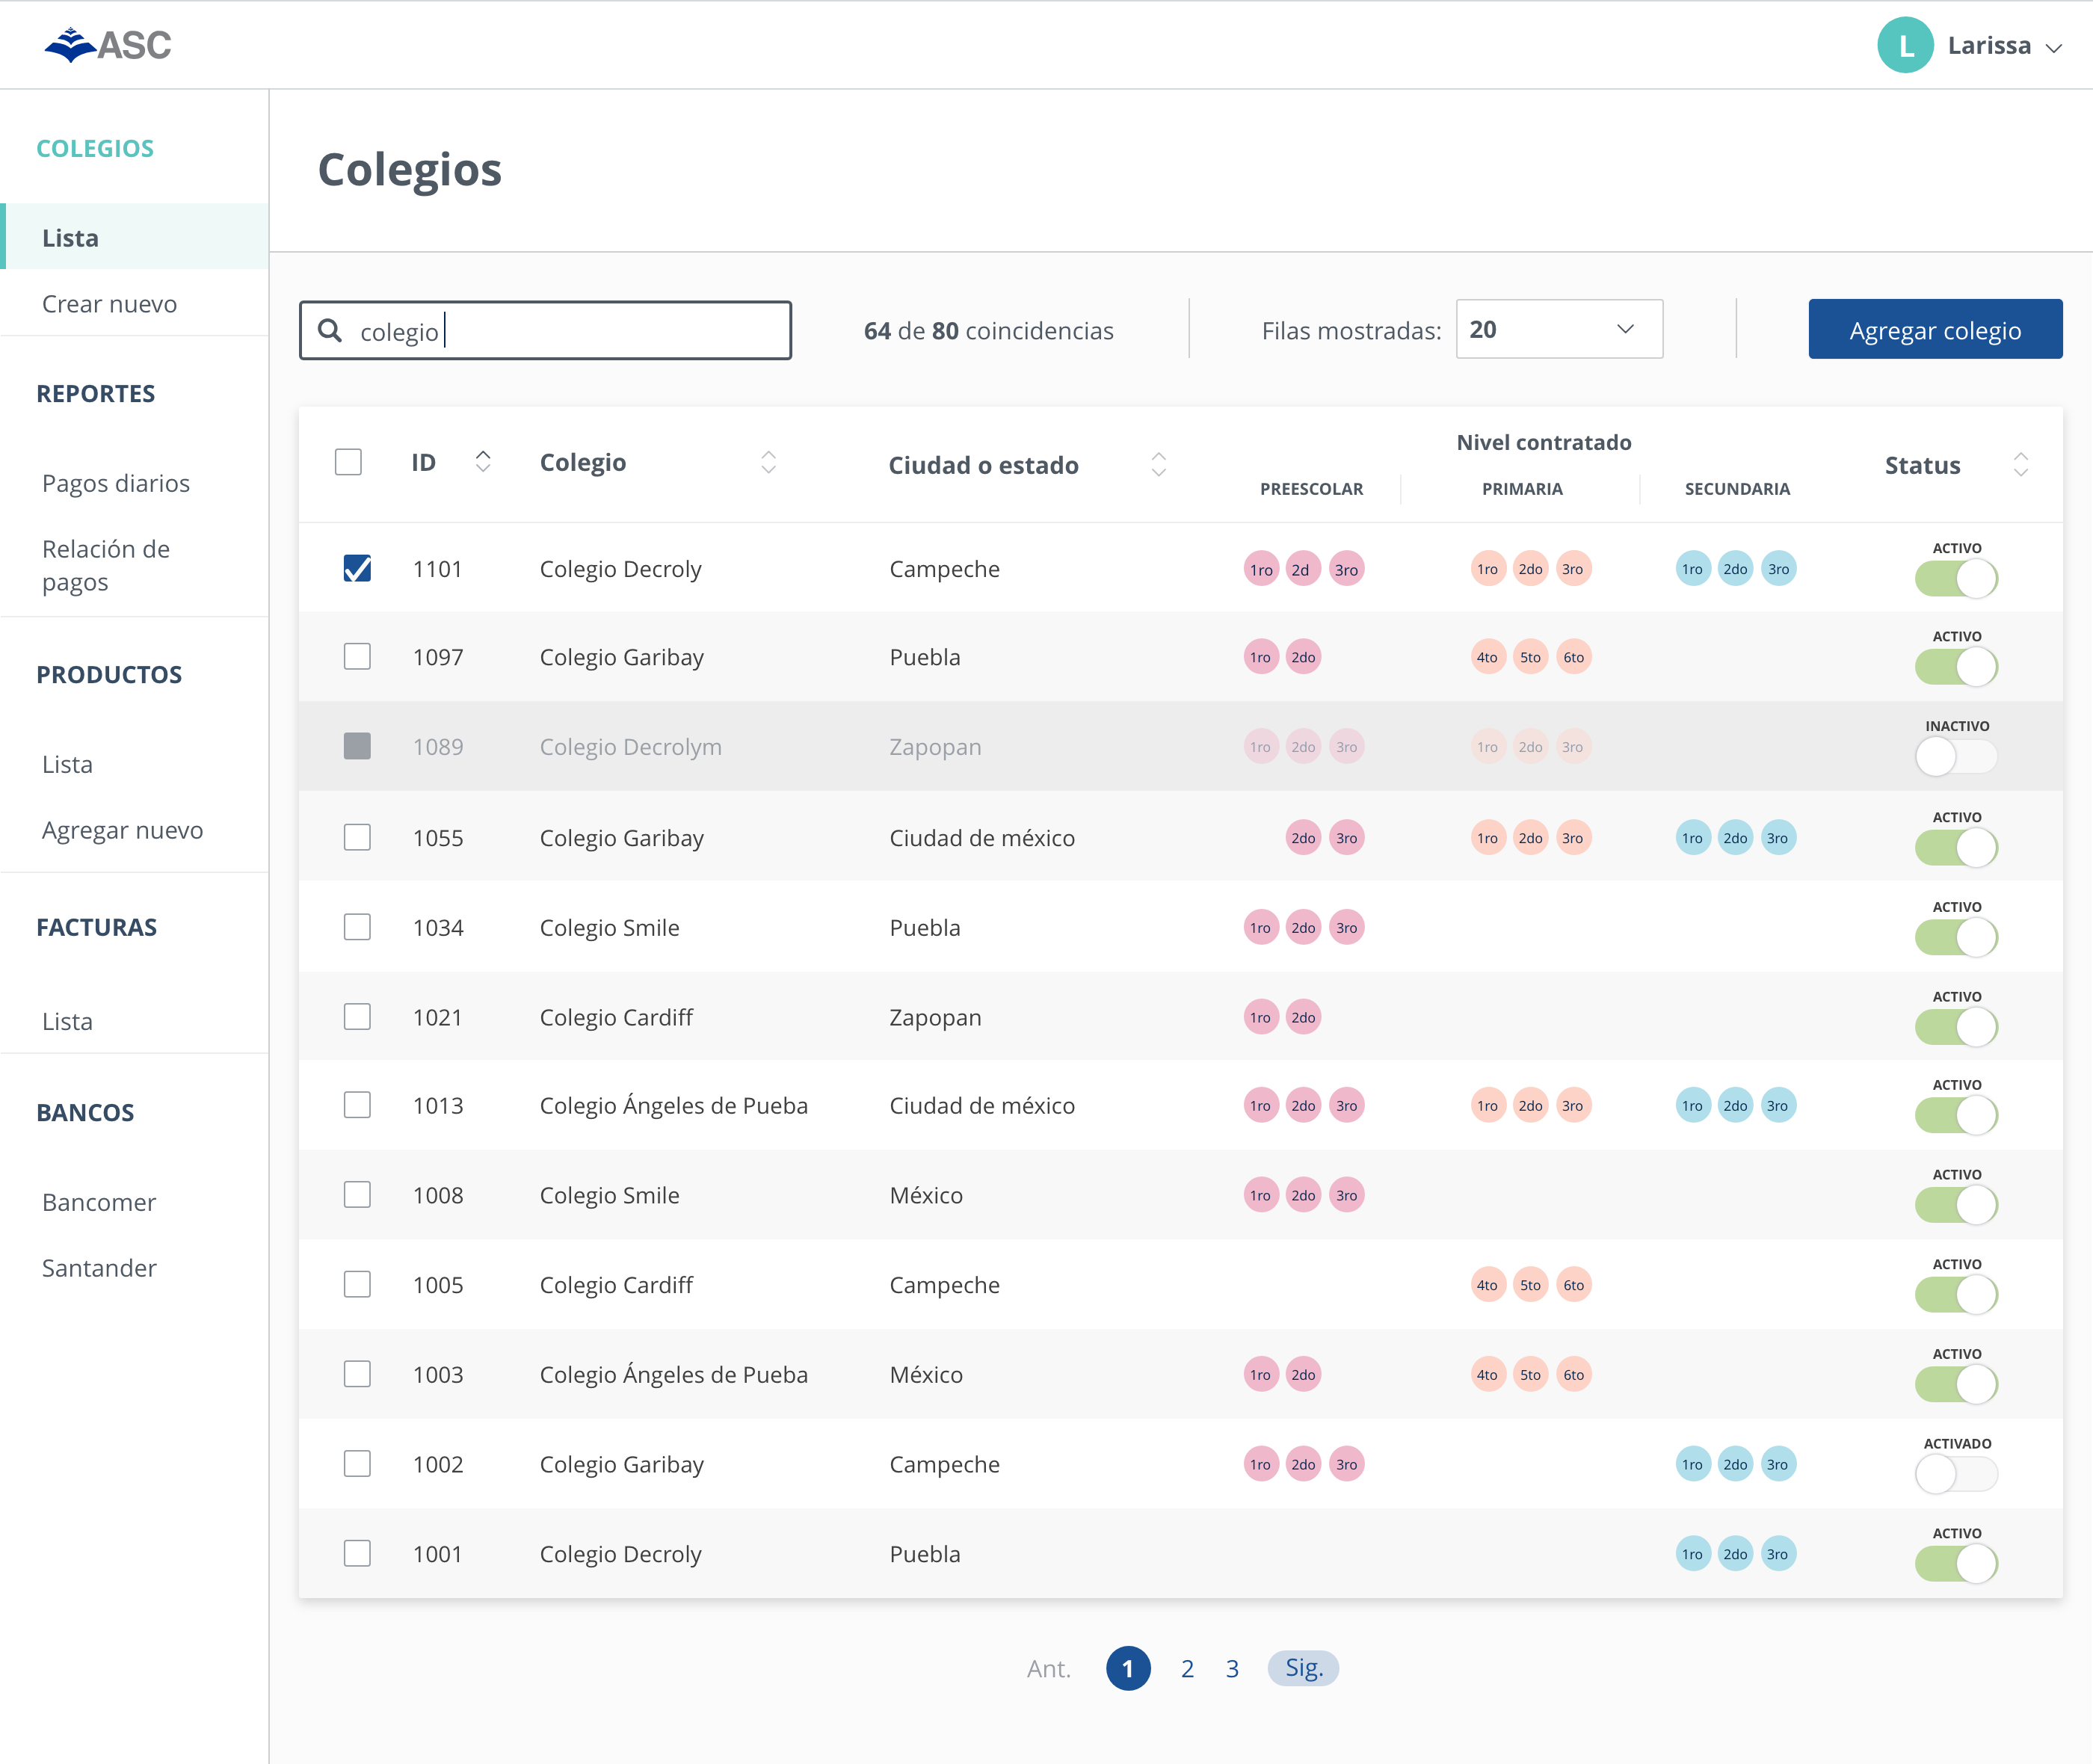 ASC
L Larissa
COLEGIOS
Lista
Crear nuevo
REPORTES
Pagos diarios
Relación de
pagos
PRODUCTOS
Lista
Agregar nuevo
FACTURAS
Lista
BANCOS
Bancomer
Santander
Colegios
colegio
64 de 80 coincidencias
Filas mostradas: 20
Agregar colegio
ID Colegio Ciudad o estado Nivel contratado Status
PREESCOLAR PRIMARIA SECUNDARIA
1101 Colegio Decroly Campeche 1ro 2d 3ro 1ro 2do 3ro 1ro 2do 3ro ACTIVO
1097 Colegio Garibay Puebla 1ro 2do 4to 5to 6to ACTIVO
1089 Colegio Decrolym Zapopan 1ro 2do 3ro 1ro 2do 3ro INACTIVO
1055 Colegio Garibay Ciudad de méxico 2do 3ro 1ro 2do 3ro 1ro 2do 3ro ACTIVO
1034 Colegio Smile Puebla 1ro 2do 3ro ACTIVO
1021 Colegio Cardiff Zapopan 1ro 2do ACTIVO
1013 Colegio Ángeles de Pueba Ciudad de méxico 1ro 2do 3ro 1ro 2do 3ro 1ro 2do 3ro ACTIVO
1008 Colegio Smile México 1ro 2do 3ro ACTIVO
1005 Colegio Cardiff Campeche 4to 5to 6to ACTIVO
1003 Colegio Ángeles de Pueba México 1ro 2do 4to 5to 6to ACTIVO
1002 Colegio Garibay Campeche 1ro 2do 3ro 1ro 2do 3ro ACTIVADO
1001 Colegio Decroly Puebla 1ro 2do 3ro ACTIVO
Ant. 1 2 3 Sig.